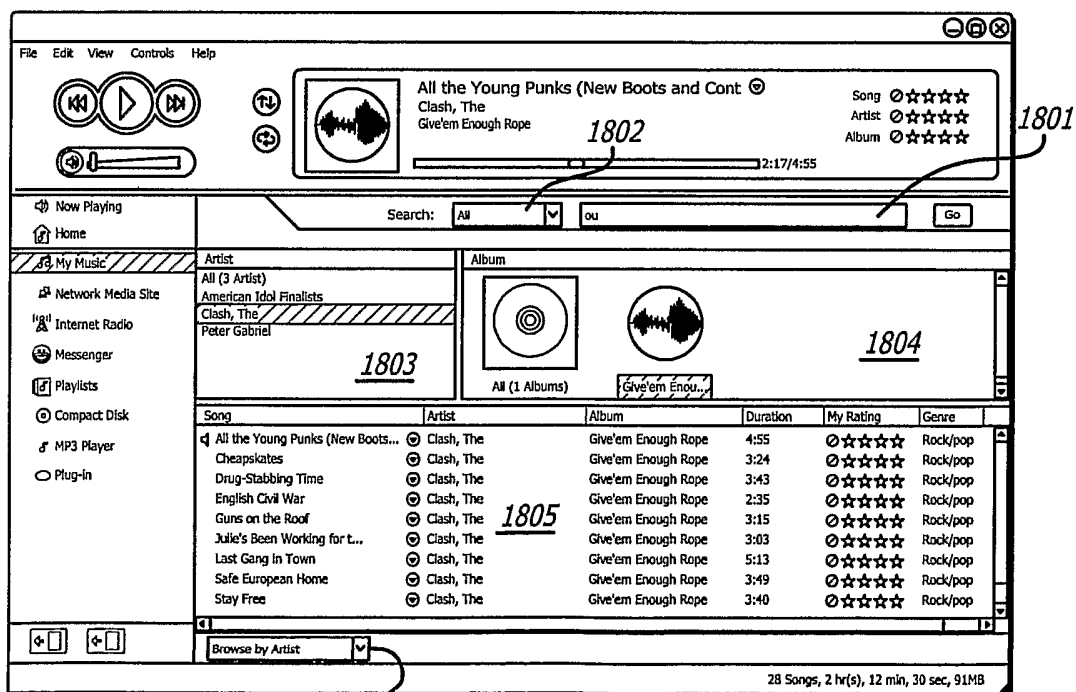 File Edit View Controls Help
All the Young Punks (New Boots and Cont
Clash, The
Give'em Enough Rope
Song
Artist
Album
1801
1802
2:17/4:55
Now Playing
Home
My Music
Network Media Site
Internet Radio
Messenger
Playlists
Compact Disk
MP3 Player
Plug-in
Search: All ou Go
Artist
All (3 Artist)
American Idol Finalists
Clash, The
Peter Gabriel
1803
Album
All (1 Albums)
Give'em Enou...
1804
Song Artist Album Duration My Rating Genre
All the Young Punks (New Boots... Clash, The Give'em Enough Rope 4:55 Rock/pop
Cheapskates Clash, The Give'em Enough Rope 3:24 Rock/pop
Drug-Stabbing Time Clash, The Give'em Enough Rope 3:43 Rock/pop
English Civil War Clash, The Give'em Enough Rope 2:35 Rock/pop
Guns on the Roof Clash, The Give'em Enough Rope 3:15 Rock/pop
Julie's Been Working for t... Clash, The Give'em Enough Rope 3:03 Rock/pop
Last Gang in Town Clash, The Give'em Enough Rope 5:13 Rock/pop
Safe European Home Clash, The Give'em Enough Rope 3:49 Rock/pop
Stay Free Clash, The Give'em Enough Rope 3:40 Rock/pop
1805
Browse by Artist
28 Songs, 2 hr(s), 12 min, 30 sec, 91MB